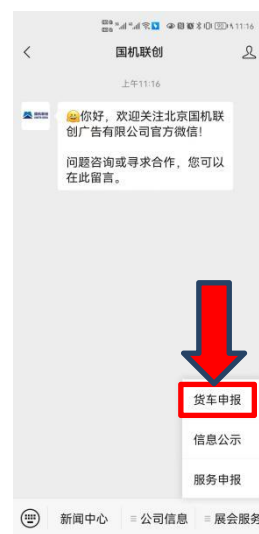 11:16
国机联创
上午11:16
你好，欢迎关注北京国机联
创广告有限公司官方微信！
问题咨询或寻求合作，您可以
在此留言。
货车申报
信息公示
服务申报
新闻中心
公司信息
展会服务